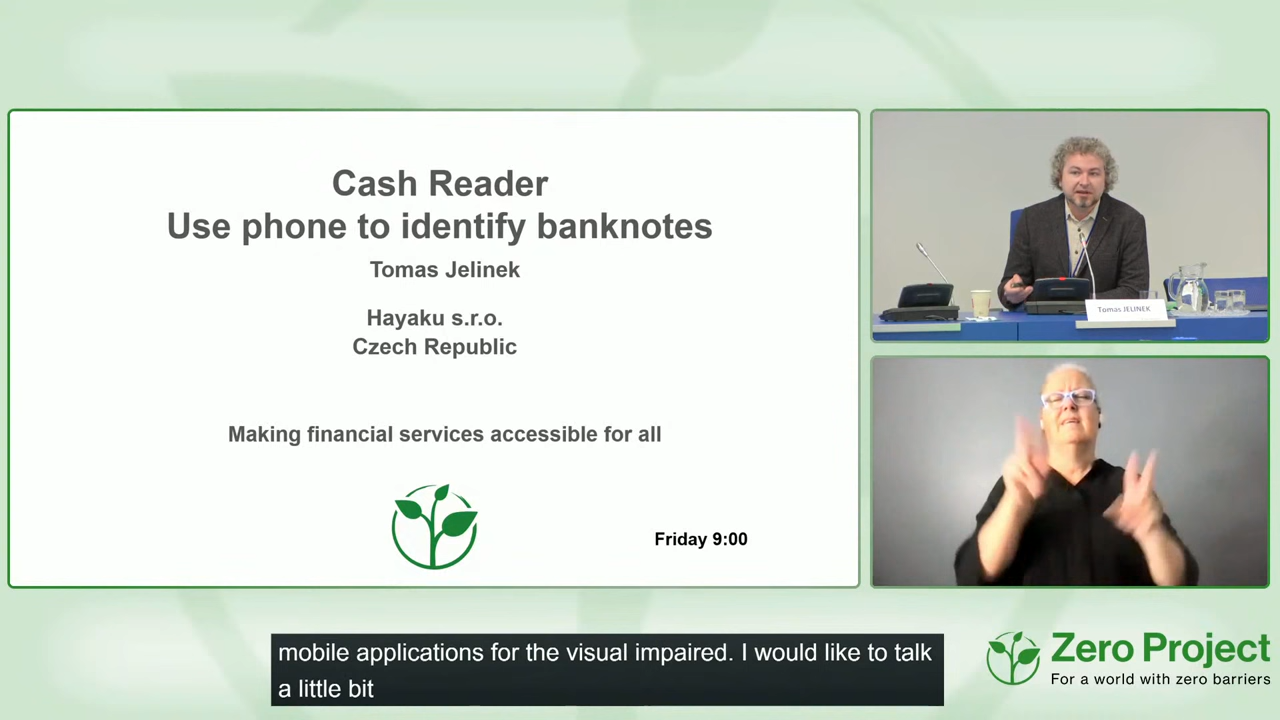 Cash Reader
Use phone to identify banknotes
Tomas Jelinek
Hayaku s.r.o.
Czech Republic
Making financial services accessible for all
Friday 9:00
Tomas JELINEK
mobile applications for the visual impaired. I would like to talk
a little bit
Zero Project
For a world with zero barriers